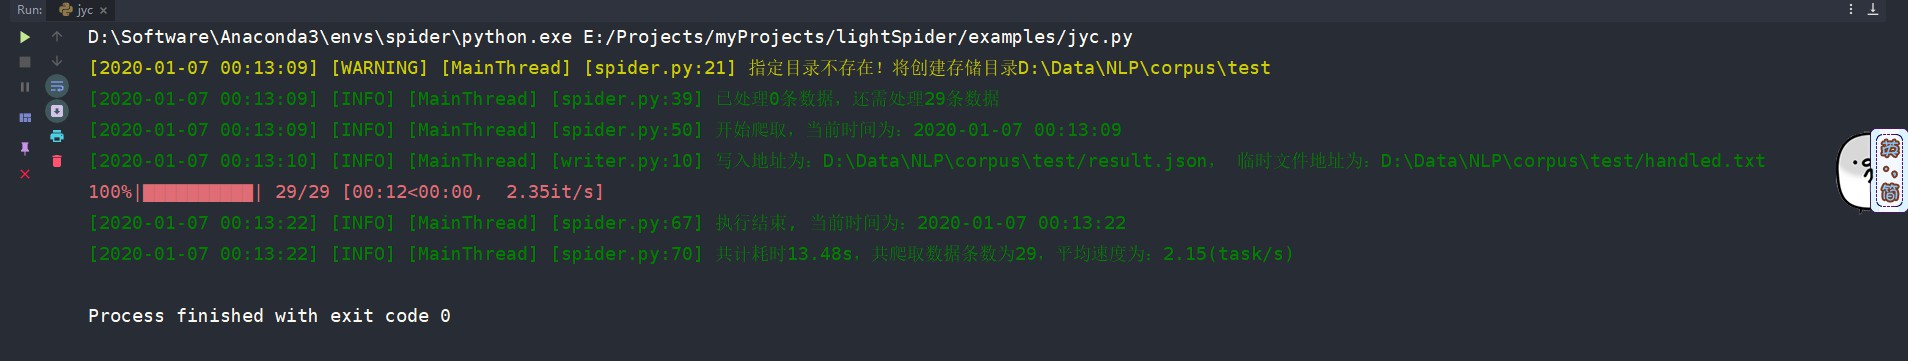 Run: jyc ×
D:\Software\Anaconda3\envs\spider\python.exe E:/Projects/myProjects/lightSpider/examples/jyc.py
[2020-01-07 00:13:09] [WARNING] [MainThread] [spider.py:21] 指定目录不存在！将创建存储目录D:\Data\NLP\corpus\test
[2020-01-07 00:13:09] [INFO] [MainThread] [spider.py:39] 已处理0条数据，还需处理29条数据
[2020-01-07 00:13:09] [INFO] [MainThread] [spider.py:50] 开始爬取，当前时间为：2020-01-07 00:13:09
[2020-01-07 00:13:10] [INFO] [MainThread] [writer.py:10] 写入地址为：D:\Data\NLP\corpus\test/result.json， 临时文件地址为：D:\Data\NLP\corpus\test/handled.txt
100%|██████████| 29/29 [00:12<00:00,  2.35it/s]
[2020-01-07 00:13:22] [INFO] [MainThread] [spider.py:67] 执行结束, 当前时间为：2020-01-07 00:13:22
[2020-01-07 00:13:22] [INFO] [MainThread] [spider.py:70] 共计耗时13.48s，共爬取数据条数为29，平均速度为：2.15(task/s)
Process finished with exit code 0
英
简